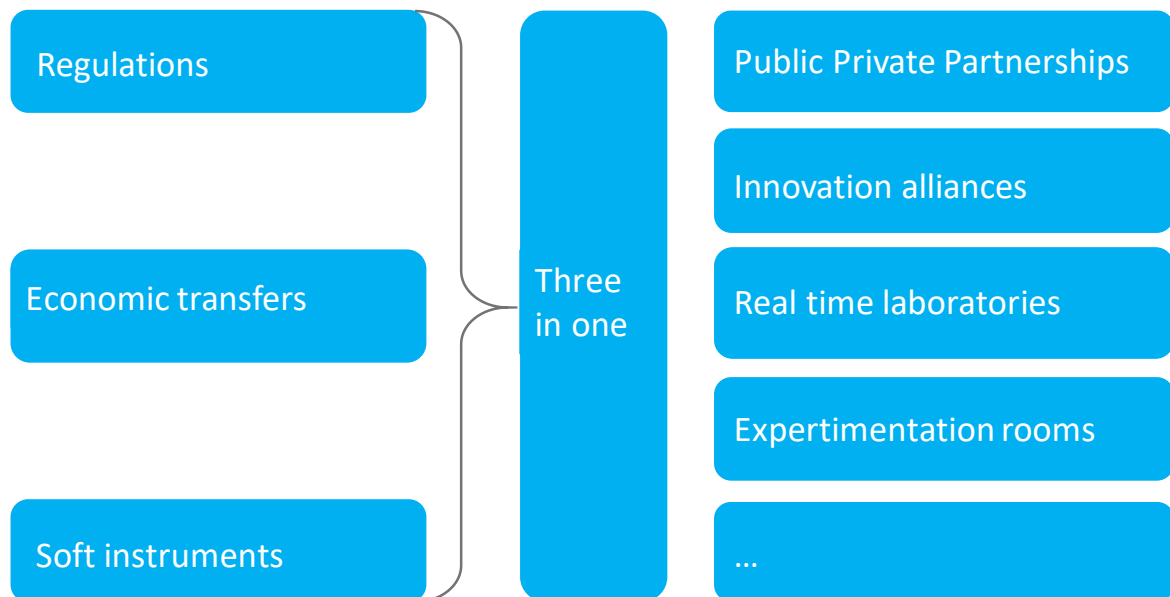 Regulations
Economic transfers
Soft instruments
Three
in one
Public Private Partnerships
Innovation alliances
Real time laboratories
Expertimentation rooms
...